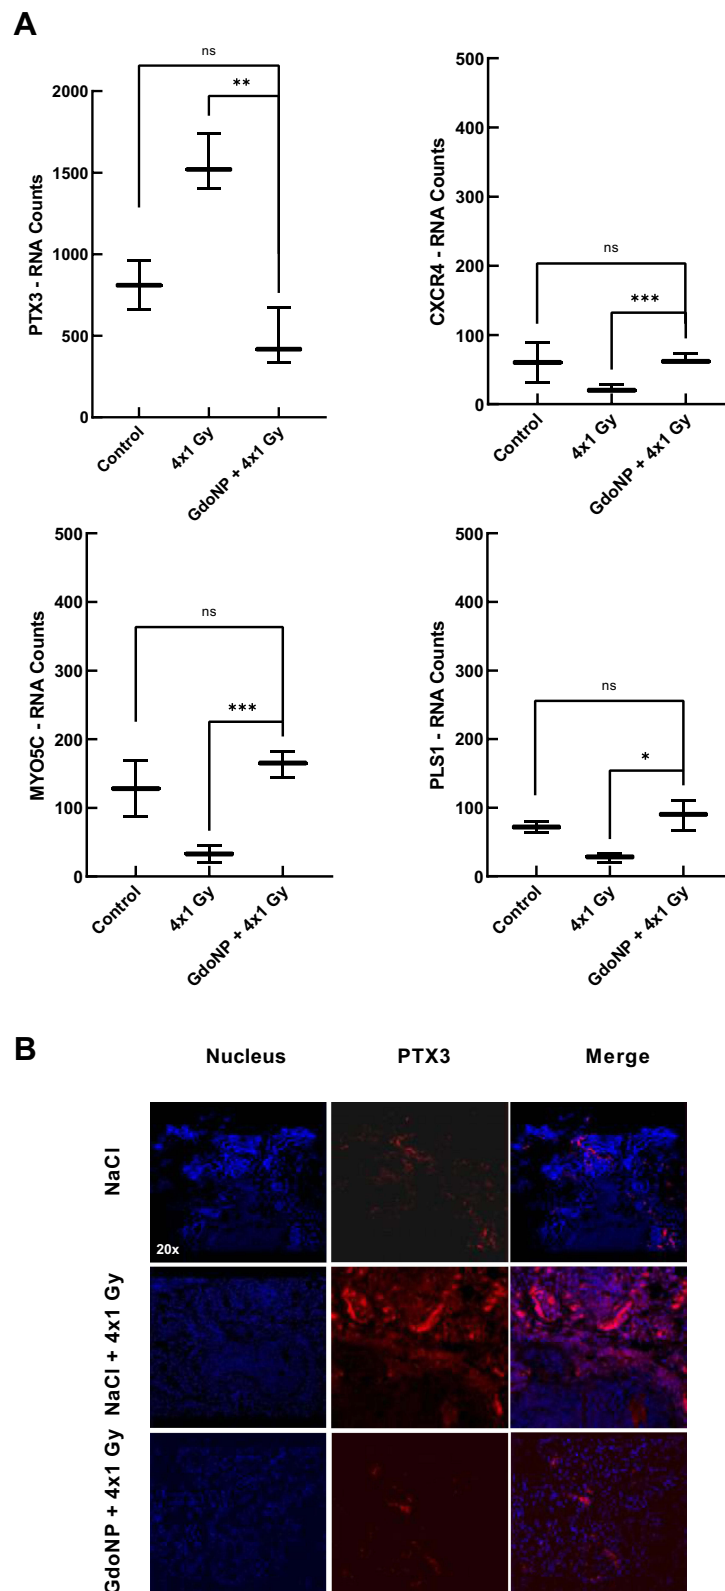 A
ns
**
2000
1500
1000
500
0
PTX3 - RNA Counts
Control
4x1 Gy
GdoNP + 4x1 Gy
500
400
300
200
100
0
CXCR4 - RNA Counts
ns
***
Control
4x1 Gy
GdoNP + 4x1 Gy
500
400
300
200
100
0
MYO5C - RNA Counts
ns
***
Control
4x1 Gy
GdoNP + 4x1 Gy
500
400
300
200
100
0
PLS1 - RNA Counts
ns
*
Control
4x1 Gy
GdoNP + 4x1 Gy
B
Nucleus PTX3 Merge
NaCl
20x
NaCl + 4x1 Gy
GdoNP + 4x1 Gy